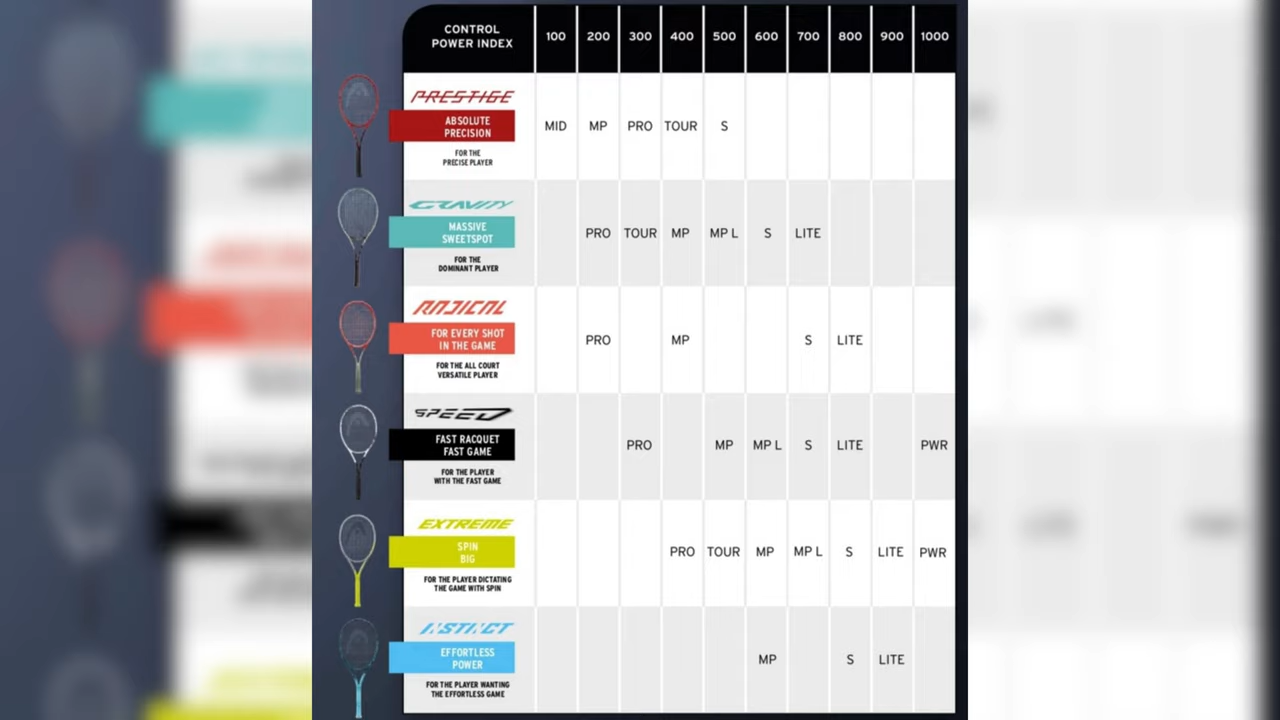 CONTROL
POWER INDEX
100 200 300 400 500 600 700 800 900 1000
PRESTIGE
ABSOLUTE
PRECISION
FOR THE
PRECISE PLAYER
MID MP PRO TOUR S
GRAVITY
MASSIVE
SWEETSPOT
FOR THE
DOMINANT PLAYER
PRO TOUR MP MP L S LITE
RADICAL
FOR EVERY SHOT
IN THE GAME
FOR THE ALL COURT
VERSATILE PLAYER
PRO MP S LITE
SPEED
FAST RACQUET
FAST GAME
FOR THE PLAYER
WITH THE FAST GAME
PRO MP MP L S LITE PWR
EXTREME
SPIN
BIG
FOR THE PLAYER DICTATING
THE GAME WITH SPIN
PRO TOUR MP MP L S LITE PWR
INSTINCT
EFFORTLESS
POWER
FOR THE PLAYER WANTING
THE EFFORTLESS GAME
MP S LITE